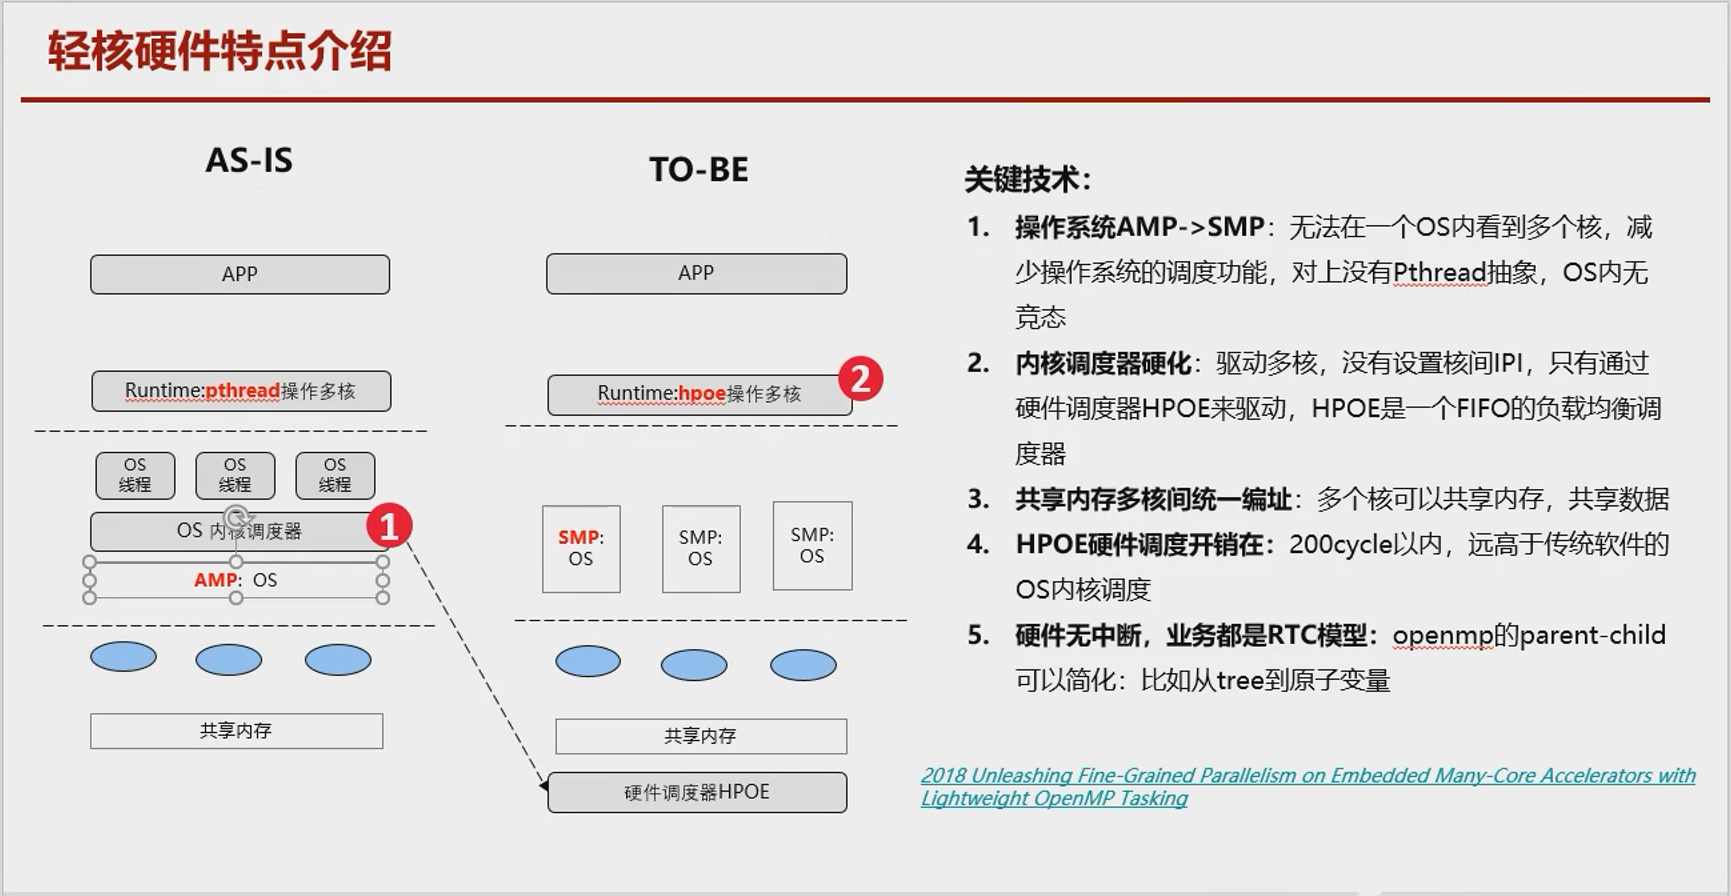 轻核硬件特点介绍
AS-IS
APP
Runtime:pthread操作多核
OS
线程
OS
线程
OS
线程
OS 内核调度器
1
AMP: OS
共享内存
TO-BE
APP
Runtime:hpoe操作多核
2
SMP:
OS
SMP:
OS
SMP:
OS
共享内存
硬件调度器HPOE
关键技术：
1. 操作系统AMP->SMP：无法在一个OS内看到多个核，减
少操作系统的调度功能，对上没有Pthread抽象，OS内无
竞态
2. 内核调度器硬化：驱动多核，没有设置核间IPI，只有通过
硬件调度器HPOE来驱动，HPOE是一个FIFO的负载均衡调
度器
3. 共享内存多核间统一编址：多个核可以共享内存，共享数据
4. HPOE硬件调度开销在：200cycle以内，远高于传统软件的
OS内核调度
5. 硬件无中断，业务都是RTC模型：openmp的parent-child
可以简化：比如从tree到原子变量
2018 Unleashing Fine-Grained Parallelism on Embedded Many-Core Accelerators with
Lightweight OpenMP Tasking